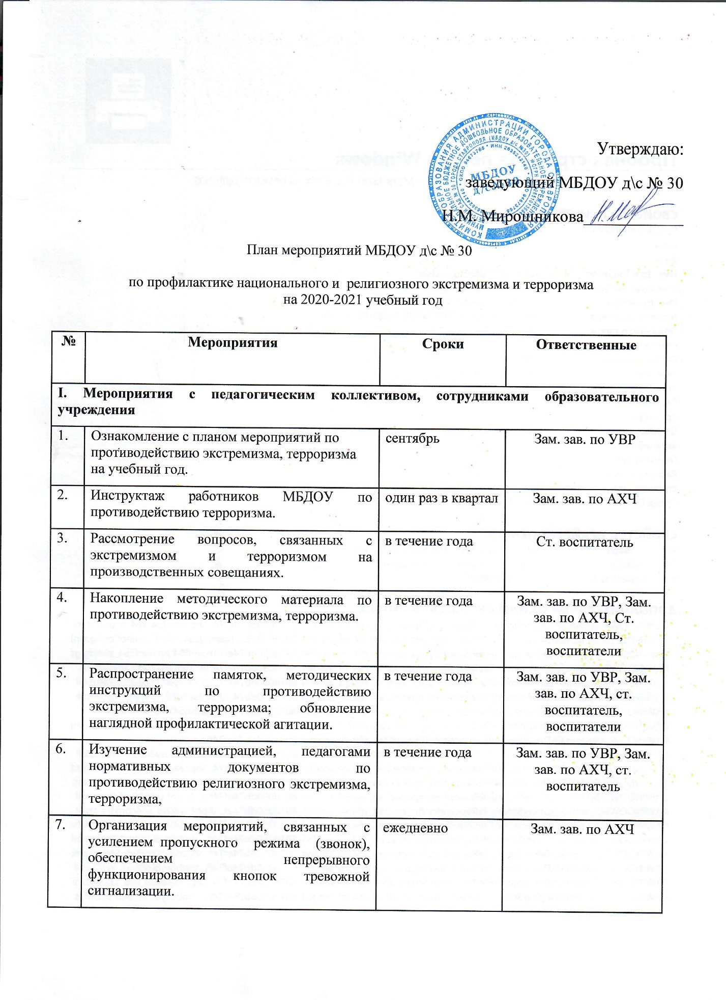 Утверждаю:
заведующий МБДОУ д\с № 30
Н.М. Мирошникова
МБДОУ
д/с№30
План мероприятий МБДОУ д\с № 30
по профилактике национального и религиозного экстремизма и терроризма
на 2020-2021 учебный год
№ Мероприятия Сроки Ответственные
I. Мероприятия с педагогическим коллективом, сотрудниками образовательного
учреждения
1. Ознакомление с планом мероприятий по сентябрь Зам. зав. по УВР
противодействию экстремизма, терроризма
на учебный год.
2. Инструктаж работников МБДОУ по один раз в квартал Зам. зав. по АХЧ
противодействию терроризма.
3. Рассмотрение вопросов, связанных с в течение года Ст. воспитатель
экстремизмом и терроризмом на
производственных совещаниях.
4. Накопление методического материала по в течение года Зам. зав. по УВР, Зам.
противодействию экстремизма, терроризма. зав. по АХЧ, Ст.
воспитатель,
воспитатели
5. Распространение памяток, методических в течение года Зам. зав. по УВР, Зам.
инструкций по противодействию зав. по АХЧ, ст.
экстремизма, терроризма; обновление воспитатель,
наглядной профилактической агитации. воспитатели
6. Изучение администрацией, педагогами в течение года Зам. зав. по УВР, Зам.
нормативных документов по зав. по АХЧ, ст.
противодействию религиозного экстремизма, воспитатель
терроризма,
7. Организация мероприятий, связанных с ежедневно Зам. зав. по АХЧ
усилением пропускного режима (звонок),
обеспечением непрерывного
функционирования кнопок тревожной
сигнализации.